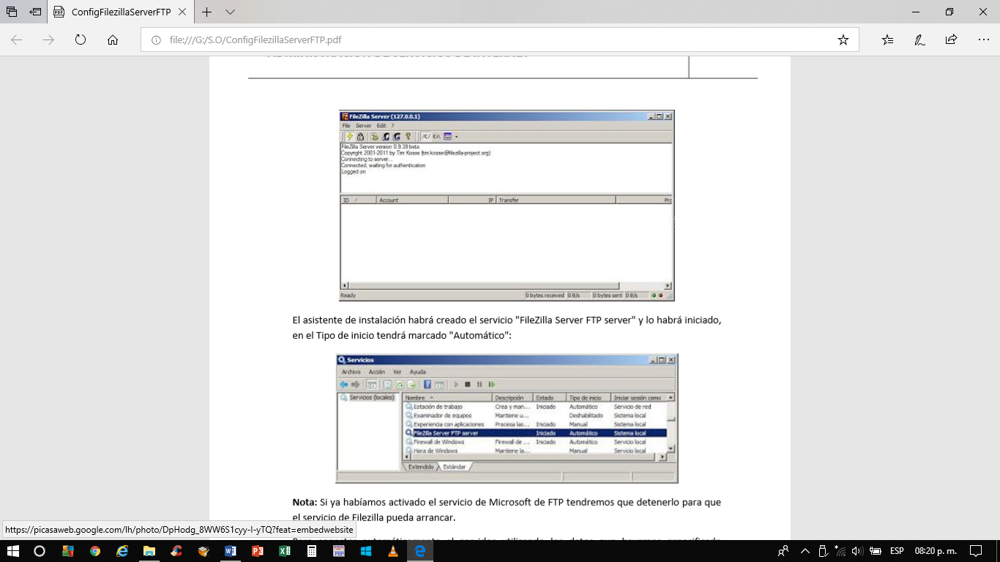 ConfigFilezillaServerFTP
file:///G:/S.O/ConfigFilezillaServerFTP.pdf
FileZilla Server (127.0.0.1)
File Server Edit ?
/C/ C:\
FileZilla Server version 0.9.39 beta
Copyright 2001-2011 by Tim Kosse (tim.kosse@filezilla-project.org)
Connecting to server...
Connected, waiting for authentication
Logged on
ID / Account IP Transfer Pro
Ready 0 bytes received 0 B/s 0 bytes sent 0 B/s
El asistente de instalación habrá creado el servicio "FileZilla Server FTP server" y lo habrá iniciado,
en el Tipo de inicio tendrá marcado "Automático":
Servicios
Archivo Acción Ver Ayuda
Servicios (locales)
Nombre Descripción Estado Tipo de inicio Iniciar sesión como
Estación de trabajo Crea y man... Iniciado Automático Servicio de red
Examinador de equipos Mantiene u... Deshabilitado Sistema local
Experiencia con aplicaciones Procesa las... Iniciado Manual Sistema local
FileZilla Server FTP server Iniciado Automático Sistema local
Firewall de Windows Firewall de ... Iniciado Automático Servicio local
Hora de Windows Mantiene la... Manual Servicio local
Extendido Estándar
Nota: Si ya habíamos activado el servicio de Microsoft de FTP tendremos que detenerlo para que
el servicio de Filezilla pueda arrancar.
https://picasaweb.google.com/lh/photo/DpHodg_8WW6S1cyy-I-yTQ?feat=embedwebsite
ESP 08:20 p. m.